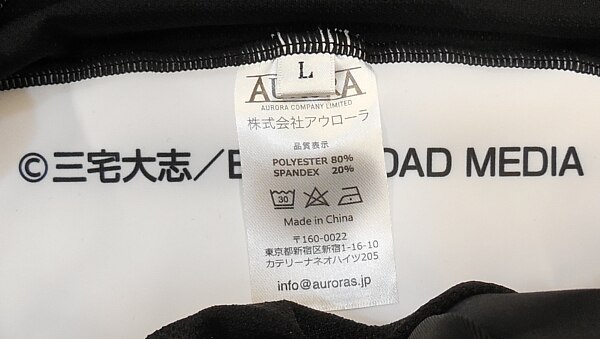 L
AURORA
AURORA COMPANY LIMITED
株式会社アウローラ
品質表示
POLYESTER 80%
SPANDEX 20%
30
Made in China
〒160-0022
東京都新宿区新宿1-16-10
カテリーナネオハイツ205
info@auroras.jp
©三宅大志／
MEDIA